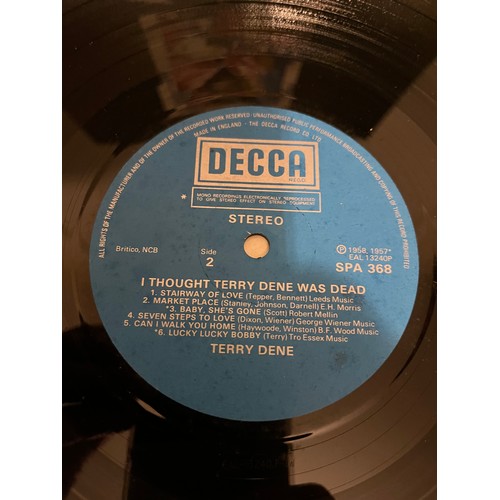 ALL RIGHTS OF THE MANUFACTURER AND OF THE OWNER OF THE RECORDED WORK RESERVED · UNAUTHORISED PUBLIC PERFORMANCE BROADCASTING AND COPYING OF THIS RECORD PROHIBITED
MADE IN ENGLAND · THE DECCA RECORD CO LTD
DECCA
REGD
* MONO RECORDINGS ELECTRONICALLY REPROCESSED
TO GIVE STEREO EFFECT ON STEREO EQUIPMENT
STEREO
Britico, NCB
Side
2
℗ 1958, 1957*
EAL 13240P
SPA 368
I THOUGHT TERRY DENE WAS DEAD
1. STAIRWAY OF LOVE (Tepper, Bennett) Leeds Music
2. MARKET PLACE (Stanley, Johnson, Darnell) E.H. Morris
*3. BABY, SHE'S GONE (Scott) Robert Mellin
4. SEVEN STEPS TO LOVE (Dixon, Wiener) George Wiener Music
5. CAN I WALK YOU HOME (Haywoode, Winston) B.F. Wood Music
*6. LUCKY LUCKY BOBBY (Terry) Tro Essex Music
TERRY DENE